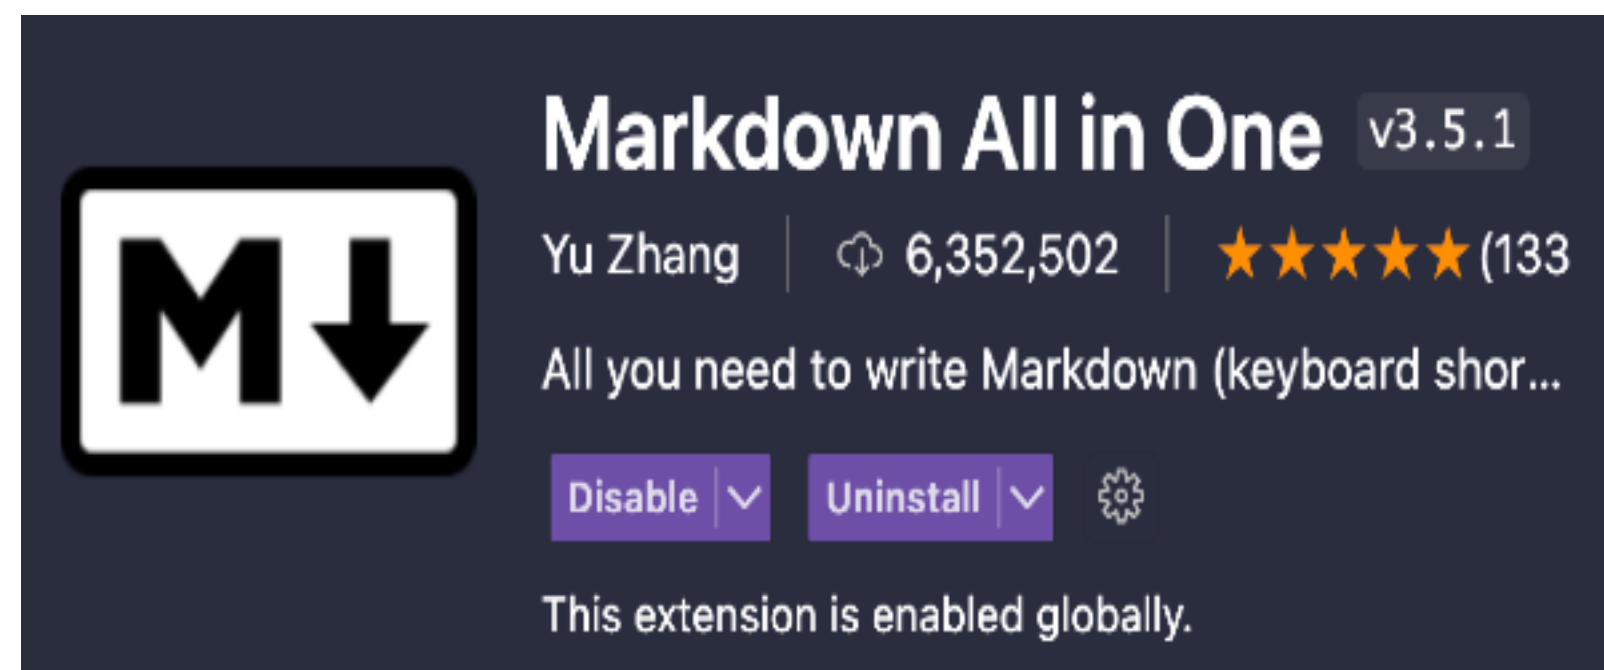 Markdown All in One v3.5.1
M
Yu Zhang 6,352,502 ★★★★★(133
All you need to write Markdown (keyboard shor...
Disable Uninstall
This extension is enabled globally.